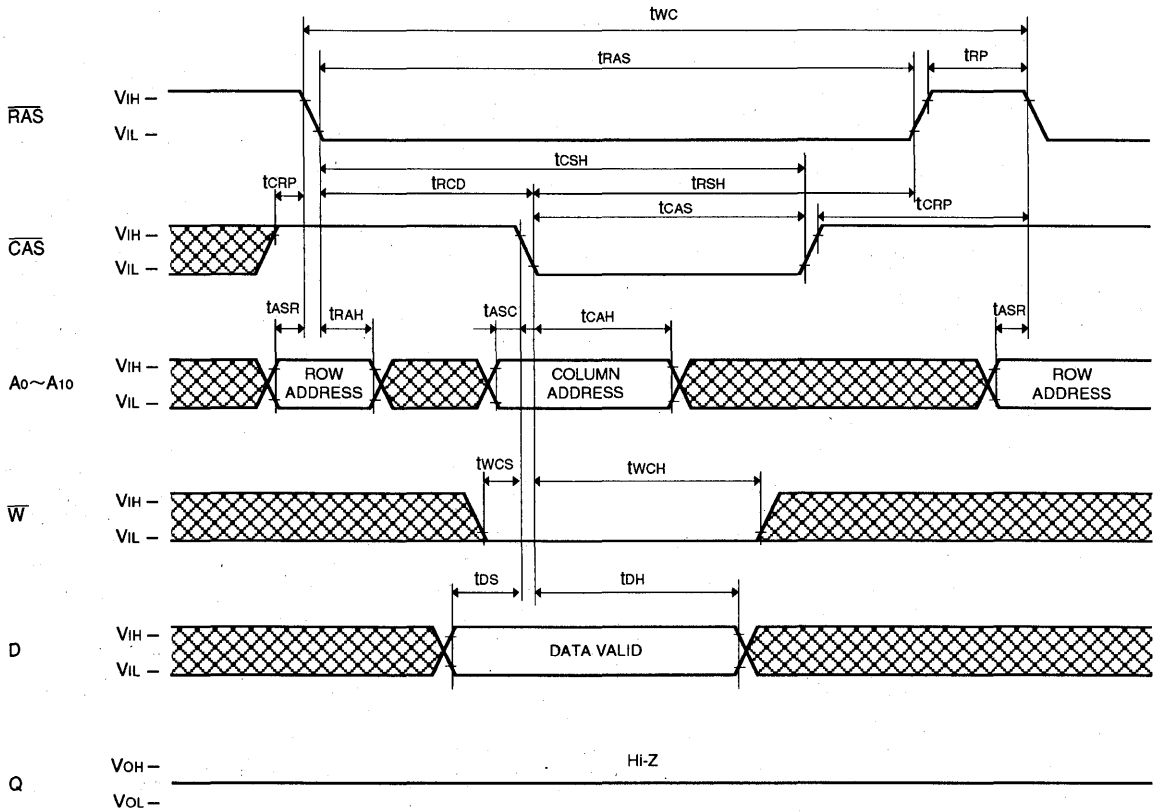 twc
tRAS
tRP
RAS
VIH –
VIL –
tCSH
tCRP
tRCD
tRSH
tCRP
tCAS
CAS
VIH –
VIL –
tASR
tRAH
tASC
tCAH
tASR
A0~A10
VIH –
VIL –
ROW
ADDRESS
COLUMN
ADDRESS
ROW
ADDRESS
tWCS
tWCH
W
VIH –
VIL –
tDS
tDH
D
VIH –
VIL –
DATA VALID
Q
VOH –
VOL –
Hi-Z